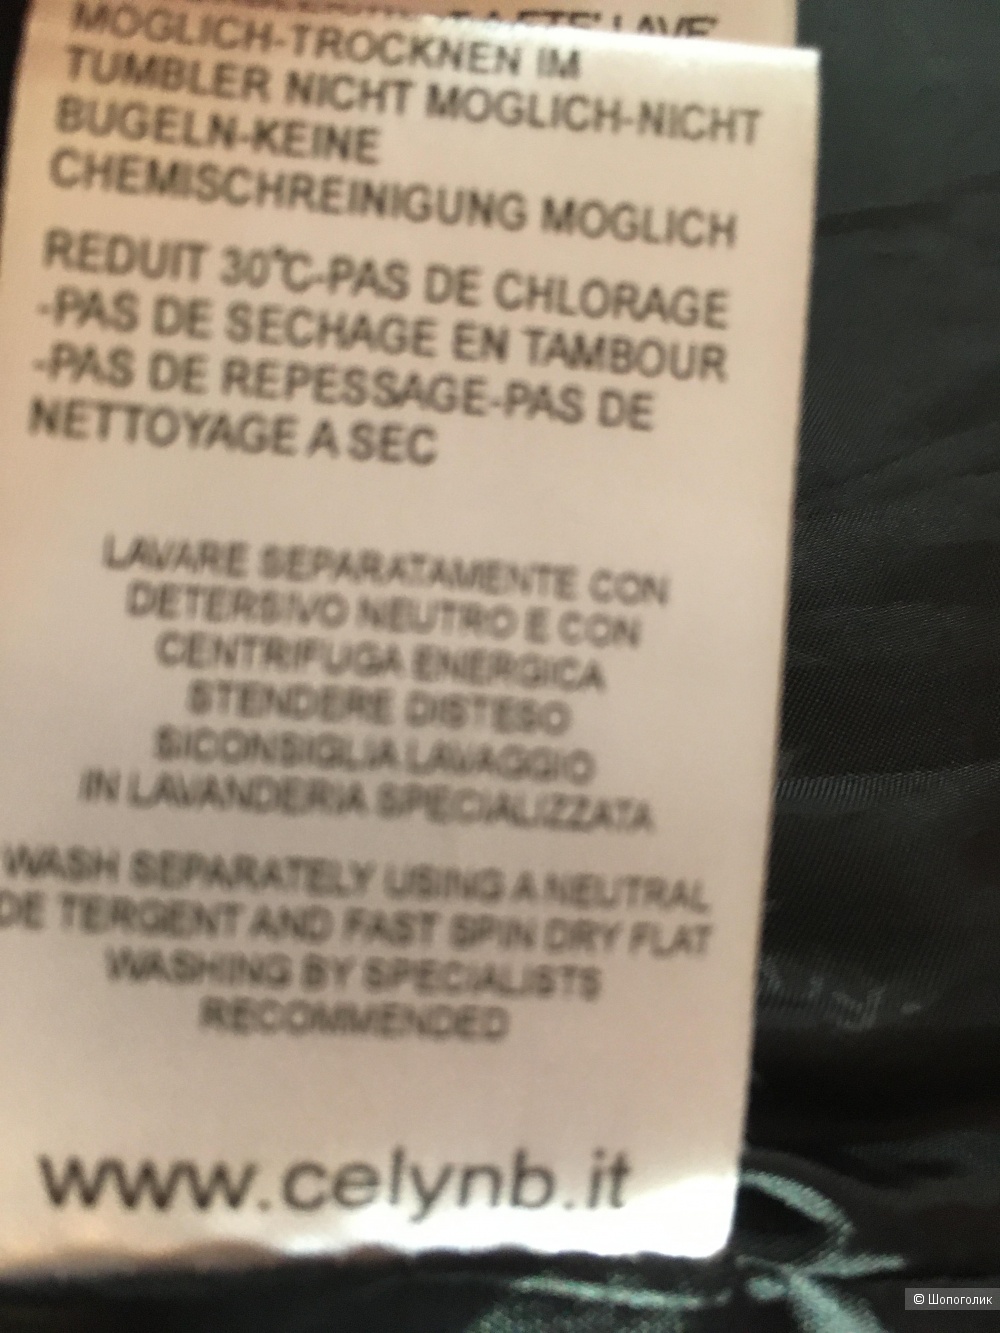 LAVE'
MOGLICH-TROCKNEN IM
TUMBLER NICHT MOGLICH-NICHT
BUGELN-KEINE
CHEMISCHREINIGUNG MOGLICH
REDUIT 30°C-PAS DE CHLORAGE
-PAS DE SECHAGE EN TAMBOUR
-PAS DE REPESSAGE-PAS DE
NETTOYAGE A SEC
LAVARE SEPARATAMENTE CON
DETERSIVO NEUTRO E CON
CENTRIFUGA ENERGICA
STENDERE DISTESO
SICONSIGLIA LAVAGGIO
IN LAVANDERIA SPECIALIZZATA
WASH SEPARATELY USING A NEUTRAL
DE TERGENT AND FAST SPIN DRY FLAT
WASHING BY SPECIALISTS
RECOMMENDED
www.celynb.it
© Шопоголик